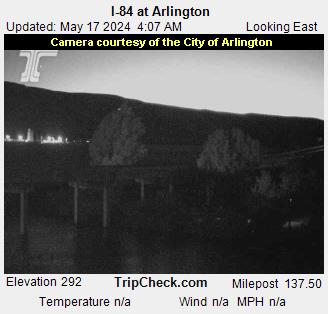 I-84 at Arlington
Updated: May 17 2024 4:07 AM Looking East
Camera courtesy of the City of Arlington
Elevation 292 TripCheck.com Milepost 137.50
Temperature n/a Wind n/a MPH n/a